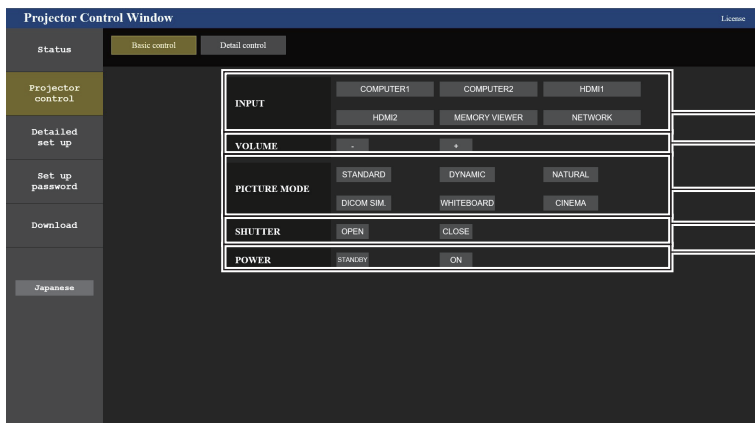 Projector Control Window
License
Status
Basic control
Detail control
Projector
control
INPUT
COMPUTER1
COMPUTER2
HDMI1
HDMI2
MEMORY VIEWER
NETWORK
Detailed
set up
VOLUME
-
+
Set up
password
PICTURE MODE
STANDARD
DYNAMIC
NATURAL
DICOM SIM.
WHITEBOARD
CINEMA
Download
SHUTTER
OPEN
CLOSE
POWER
STANDBY
ON
Japanese